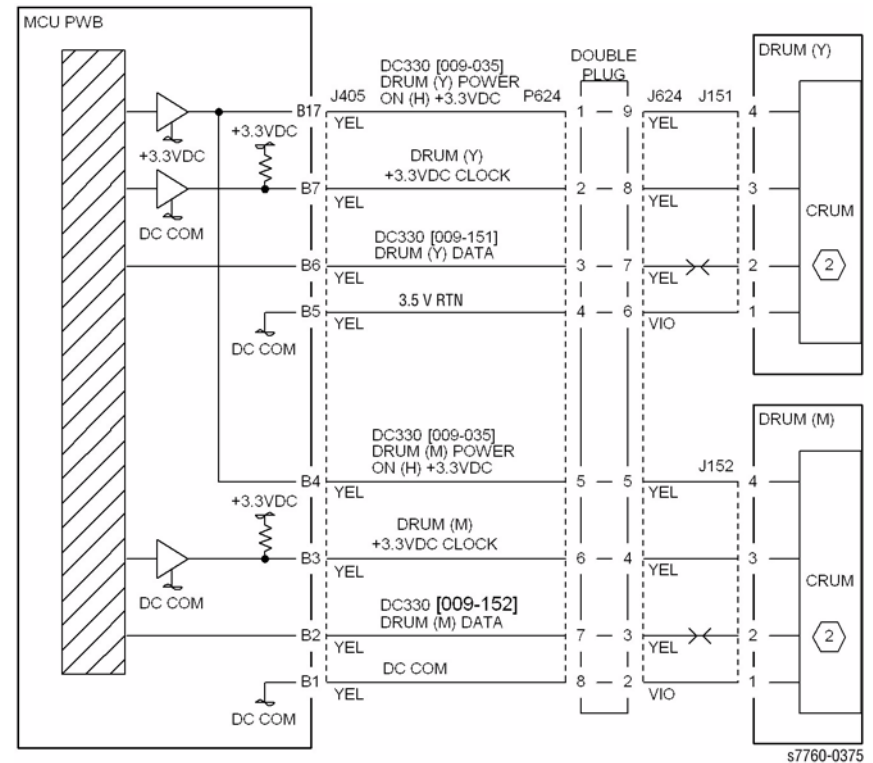 MCU PWB
DOUBLE
PLUG
DRUM (Y)
DC330 [009-035]
DRUM (Y) POWER
ON (H) +3.3VDC
J405
P624
J624
J151
B17
1
9
4
YEL
YEL
+3.3VDC
+3.3VDC
DRUM (Y)
+3.3VDC CLOCK
B7
2
8
3
YEL
YEL
CRUM
DC COM
DC330 [009-151]
DRUM (Y) DATA
B6
3
7
2
YEL
YEL
2
3.5 V RTN
B5
4
6
1
YEL
VIO
DC COM
DRUM (M)
DC330 [009-035]
DRUM (M) POWER
ON (H) +3.3VDC
J152
B4
5
5
4
YEL
YEL
+3.3VDC
DRUM (M)
+3.3VDC CLOCK
B3
6
4
3
YEL
YEL
CRUM
DC COM
DC330 [009-152]
DRUM (M) DATA
B2
7
3
2
YEL
YEL
2
DC COM
B1
8
2
1
YEL
VIO
DC COM
s7760-0375